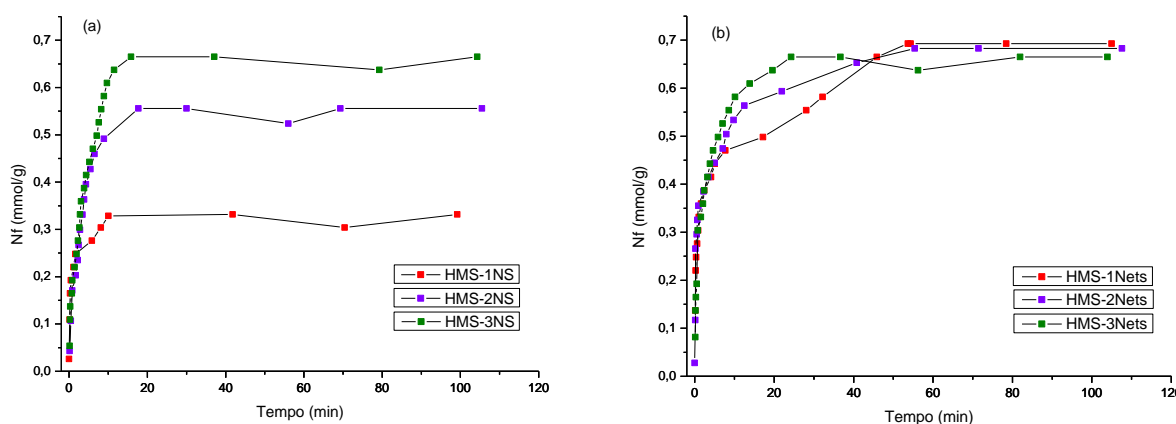 (a)
0,7
0,6
0,5
0,4
0,3
0,2
0,1
0,0
Nf (mmol/g)
0 20 40 60 80 100 120
Tempo (min)
HMS-1NS
HMS-2NS
HMS-3NS
(b)
0,7
0,6
0,5
0,4
0,3
0,2
0,1
0,0
Nf (mmol/g)
0 20 40 60 80 100 120
Tempo (min)
HMS-1Nets
HMS-2Nets
HMS-3Nets